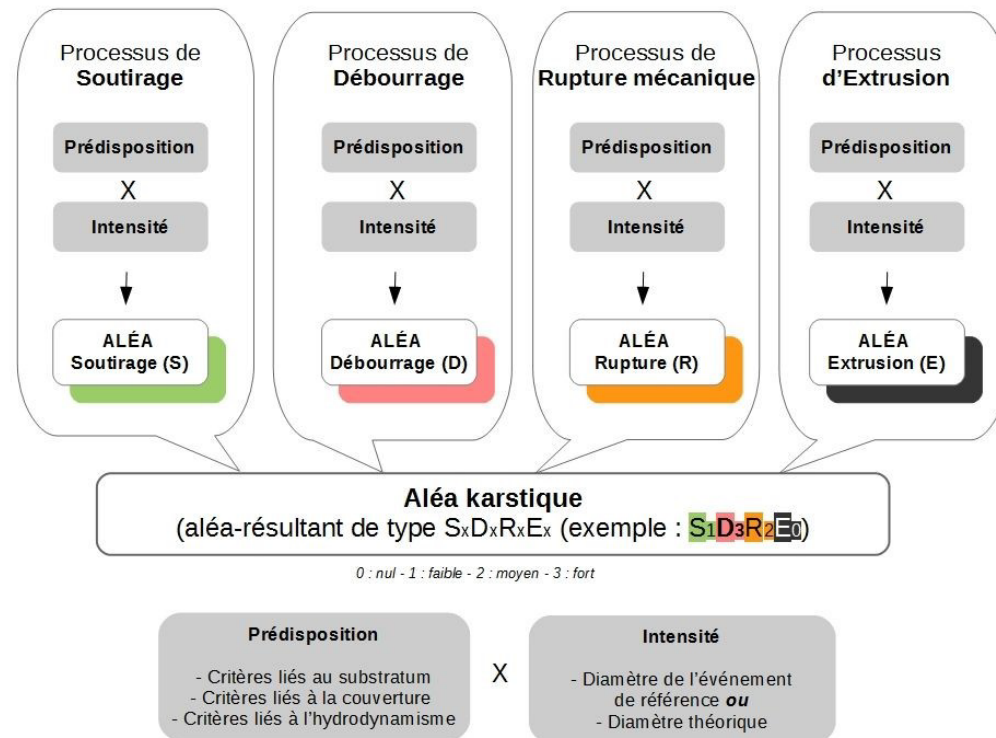 Processus de
Soutirage
Prédisposition
X
Intensité
ALÉA
Soutirage (S)
Processus de
Débourrage
Prédisposition
X
Intensité
ALÉA
Débourrage (D)
Processus de
Rupture mécanique
Prédisposition
X
Intensité
ALÉA
Rupture (R)
Processus
d’Extrusion
Prédisposition
X
Intensité
ALÉA
Extrusion (E)
Aléa karstique
(aléa-résultant de type SxDxRxEx (exemple : S1D3R2E0)
0 : nul - 1 : faible - 2 : moyen - 3 : fort
Prédisposition
- Critères liés au substratum
- Critères liés à la couverture
- Critères liés à l’hydrodynamisme
X
Intensité
- Diamètre de l’événement
de référence ou
- Diamètre théorique